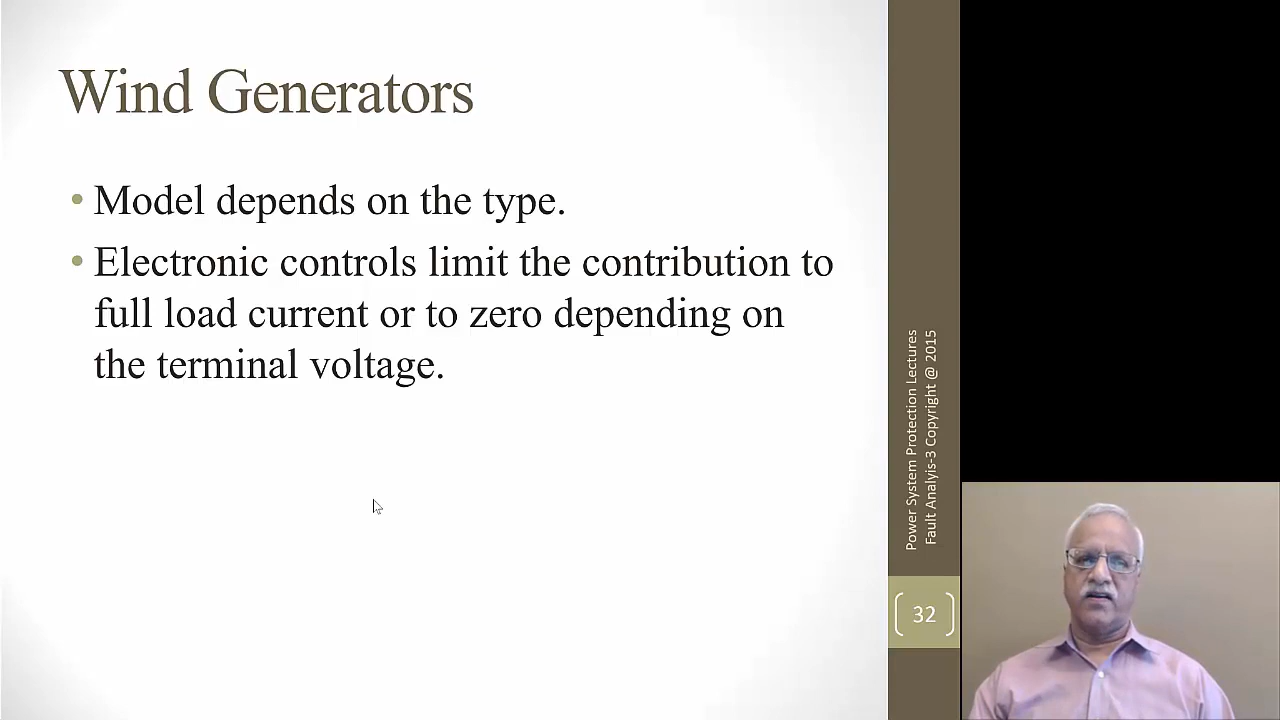 Wind Generators
• Model depends on the type.
• Electronic controls limit the contribution to
full load current or to zero depending on
the terminal voltage.
Power System Protection Lectures
Fault Analyis-3 Copyright @ 2015
32